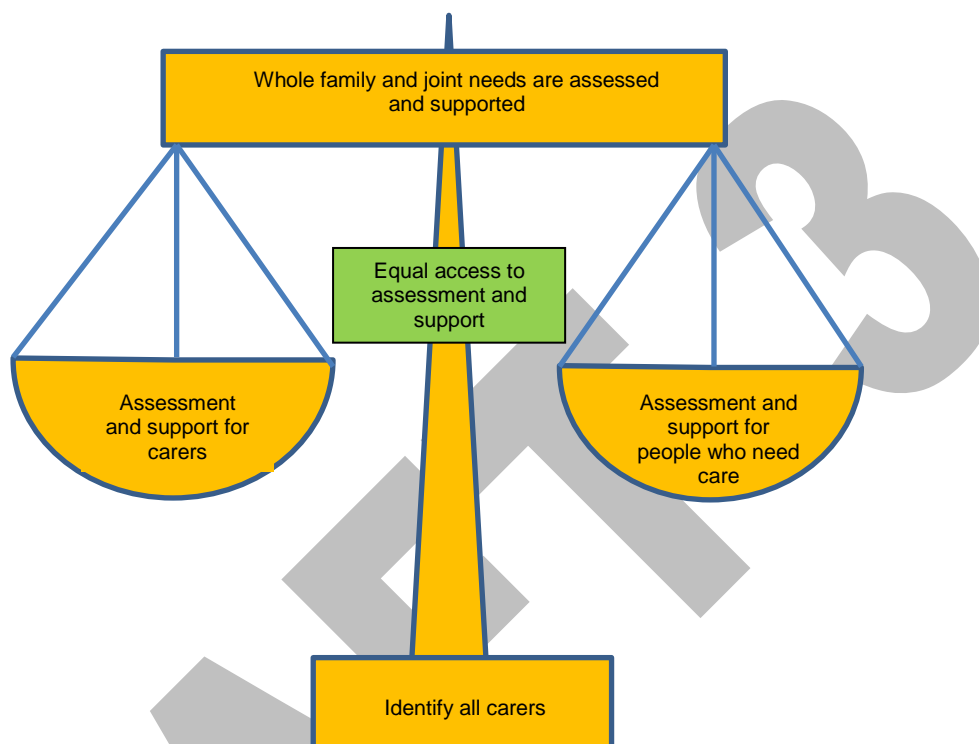 Whole family and joint needs are assessed
and supported
Equal access to
assessment and
support
Assessment
and support for
carers
Assessment and
support for
people who need
care
Identify all carers